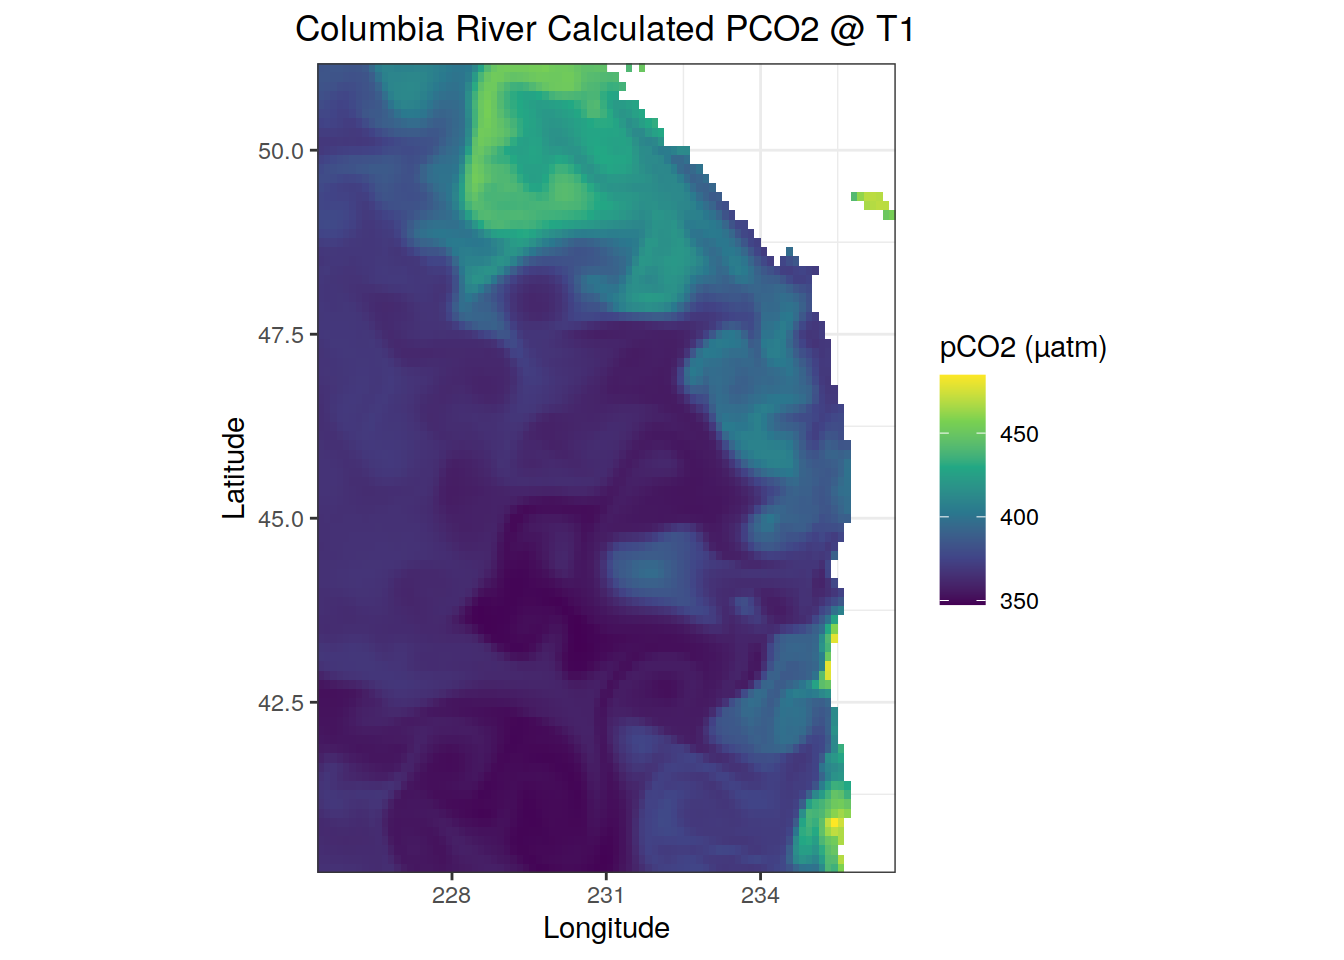 Columbia River Calculated PCO2 @ T1
50.0
47.5
45.0
42.5
Latitude
228
231
234
Longitude
pCO2 (µatm)
450
400
350